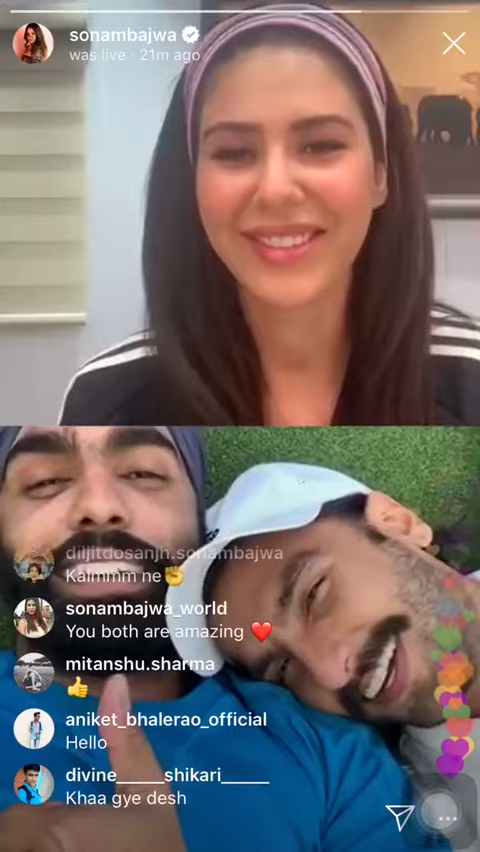 sonambajwa
was live · 21m ago
diljitdosanjh.sonambajwa
Kaimmm ne✊
sonambajwa_world
You both are amazing ❤️
mitanshu.sharma
👍
aniket_bhalerao_official
Hello
divine______shikari______
Khaa gye desh